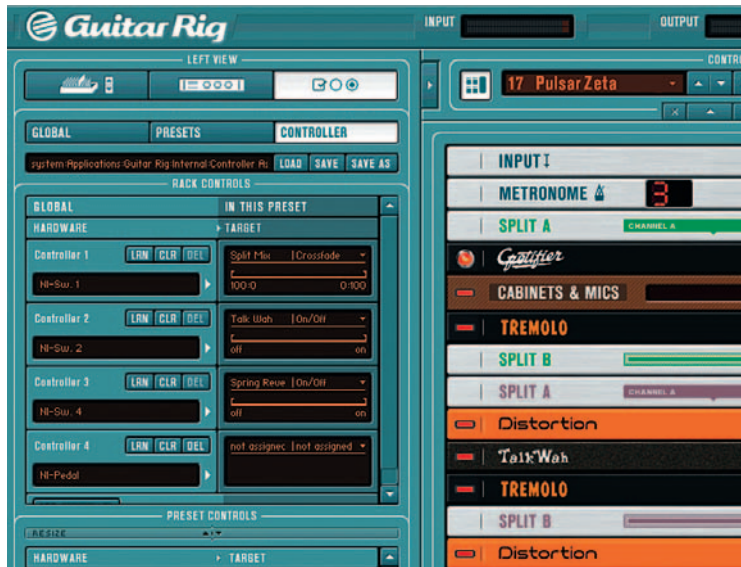 Guitar Rig
INPUT
OUTPUT
LEFT VIEW
GLOBAL PRESETS CONTROLLER
system:Applications:Guitar Rig:Internal:Controller A: LOAD SAVE SAVE AS
RACK CONTROLS
GLOBAL IN THIS PRESET
HARDWARE TARGET
Controller 1 LRN CLR DEL Split Mix |Crossfade
NI-Sw. 1 100:0 0:100
Controller 2 LRN CLR DEL Talk Wah |On/Off
NI-Sw. 2 off on
Controller 3 LRN CLR DEL Spring Reve |On/Off
NI-Sw. 4 off on
Controller 4 LRN CLR DEL not assignec |not assigned
NI-Pedal
PRESET CONTROLS
RESIZE
HARDWARE TARGET
CONTR
17 PulsarZeta
INPUT
METRONOME 3
SPLIT A CHANNEL A
Gratifier
CABINETS & MICS
TREMOLO
SPLIT B
SPLIT A CHANNEL A
Distortion
TalkWah
TREMOLO
SPLIT B
Distortion